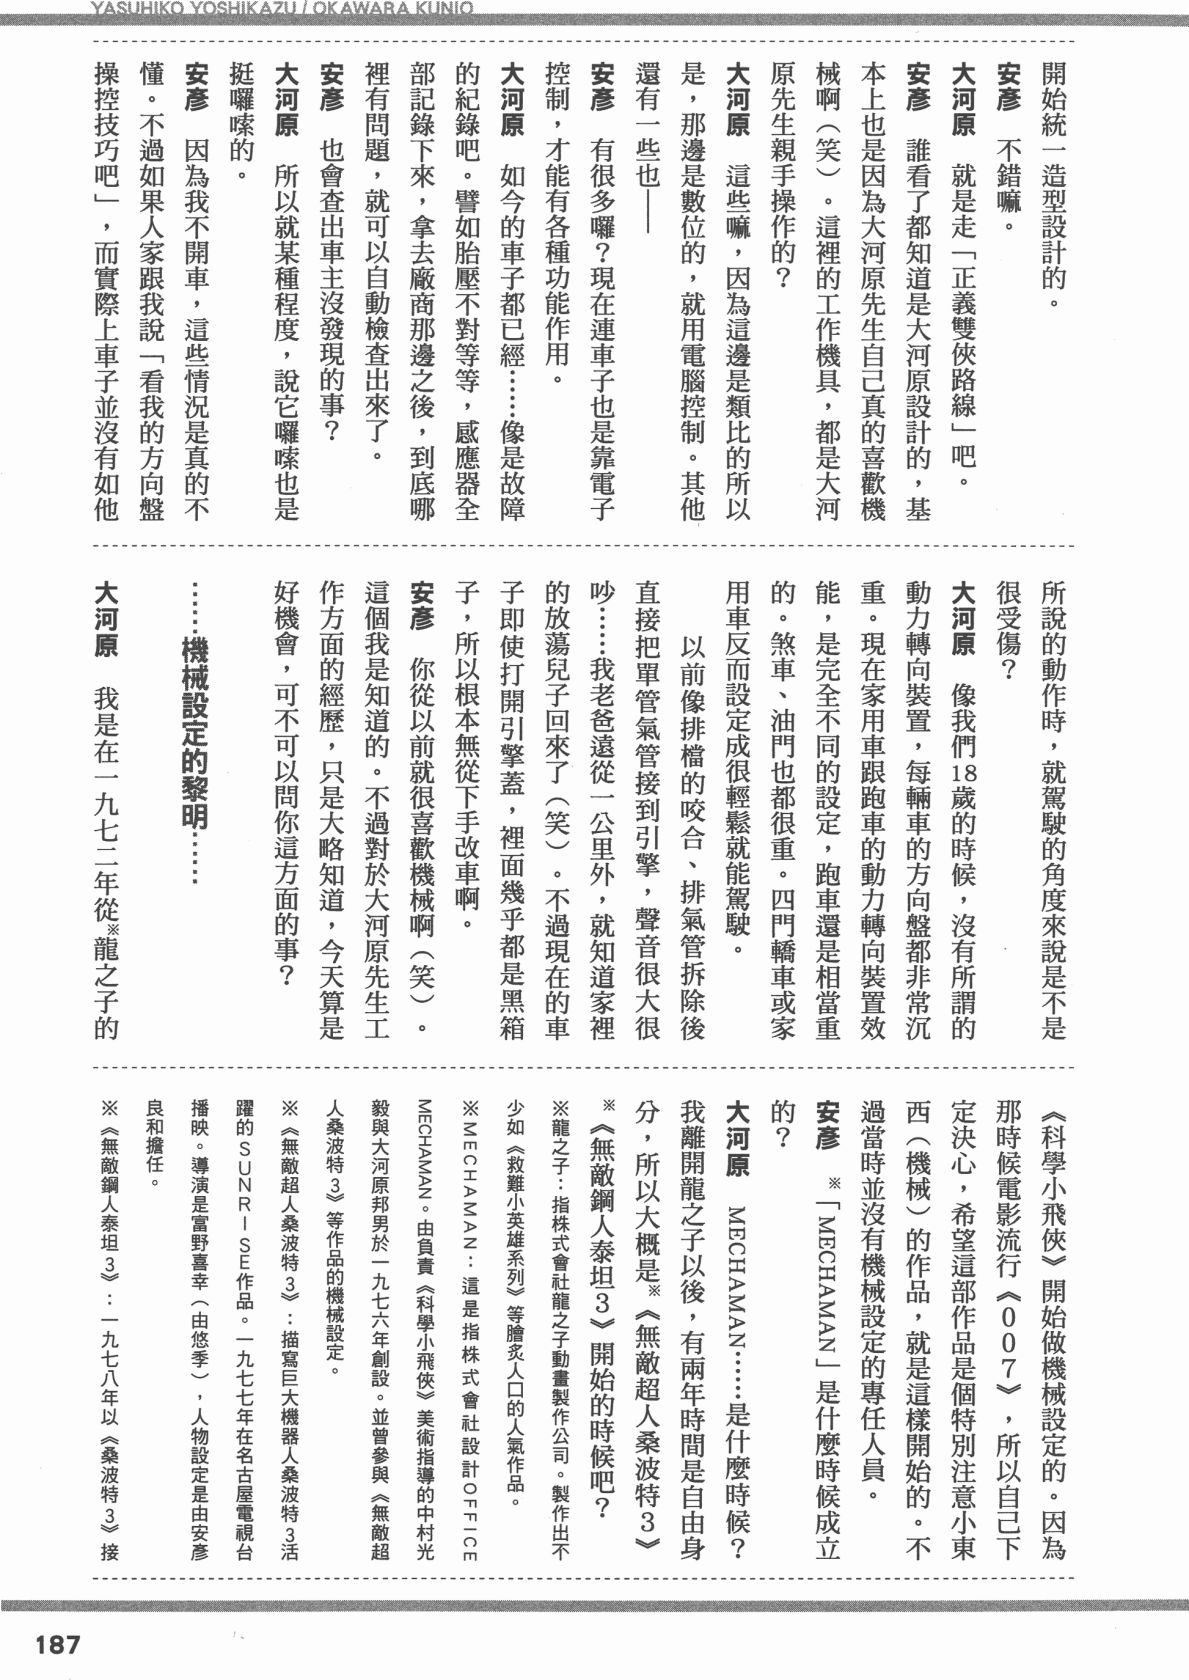 YASUHIKO YOSHIKAZU / OKAWARA KUNIO
開始統一造型設計的。
安彥　不錯嘛。
大河原　就是走「正義雙俠路線」吧。
安彥　誰看了都知道是大河原設計的，基
本上也是因為大河原先生自己真的喜歡機
械啊（笑）。這裡的工作機具，都是大河
原先生親手操作的？
大河原　這些嘛，因為這邊是類比的所以
是，那邊是數位的，就用電腦控制。其他
還有一些也——
安彥　有很多囉？現在連車子也是靠電子
控制，才能有各種功能作用。
大河原　如今的車子都已經……像是故障
的紀錄吧。譬如胎壓不對等等，感應器全
部記錄下來，拿去廠商那邊之後，到底哪
裡有問題，就可以自動檢查出來了。
安彥　也會查出車主沒發現的事？
大河原　所以就某種程度，說它囉嗦也是
挺囉嗦的。
安彥　因為我不開車，這些情況是真的不
懂。不過如果人家跟我說「看我的方向盤
操控技巧吧」，而實際上車子並沒有如他
所說的動作時，就駕駛的角度來說是不是
很受傷？
大河原　像我們18歲的時候，沒有所謂的
動力轉向裝置，每輛車的方向盤都非常沉
重。現在家用車跟跑車的動力轉向裝置效
能，是完全不同的設定，跑車還是相當重
的。煞車、油門也都很重。四門轎車或家
用車反而設定成很輕鬆就能駕駛。
　以前像排檔的咬合、排氣管拆除後
直接把單管氣管接到引擎，聲音很大很
吵……我老爸遠從一公里外，就知道家裡
的放蕩兒子回來了（笑）。不過現在的車
子即使打開引擎蓋，裡面幾乎都是黑箱
子，所以根本無從下手改車啊。
安彥　你從以前就很喜歡機械啊（笑）。
這個我是知道的。不過對於大河原先生工
作方面的經歷，只是大略知道，今天算是
好機會，可不可以問你這方面的事？
……機械設定的黎明……
大河原　我是在一九七二年從※龍之子的
《科學小飛俠》開始做機械設定的。因為
那時候電影流行《００７》，所以自己下
定決心，希望這部作品是個特別注意小東
西（機械）的作品，就是這樣開始的。不
過當時並沒有機械設定的專任人員。
安彥　※「MECHAMAN」是什麼時候成立
的？
大河原　MECHAMAN……是什麼時候？
我離開龍之子以後，有兩年時間是自由身
分，所以大概是※《無敵超人桑波特３》
※《無敵鋼人泰坦３》開始的時候吧？
※龍之子：指株式會社龍之子動畫製作公司。製作出不
少如《救難小英雄系列》等膾炙人口的人氣作品。
※MECHAMAN：這是指株式會社設計OFFICE
MECHAMAN。由負責《科學小飛俠》美術指導的中村光
毅與大河原邦男於一九七六年創設。並曾參與《無敵超
人桑波特３》等作品的機械設定。
※《無敵超人桑波特３》：描寫巨大機器人桑波特３活
躍的SUNRISE作品。一九七七年在名古屋電視台
播映。導演是富野喜幸（由悠季），人物設定是由安彥
良和擔任。
※《無敵鋼人泰坦３》：一九七八年以《桑波特３》接
187